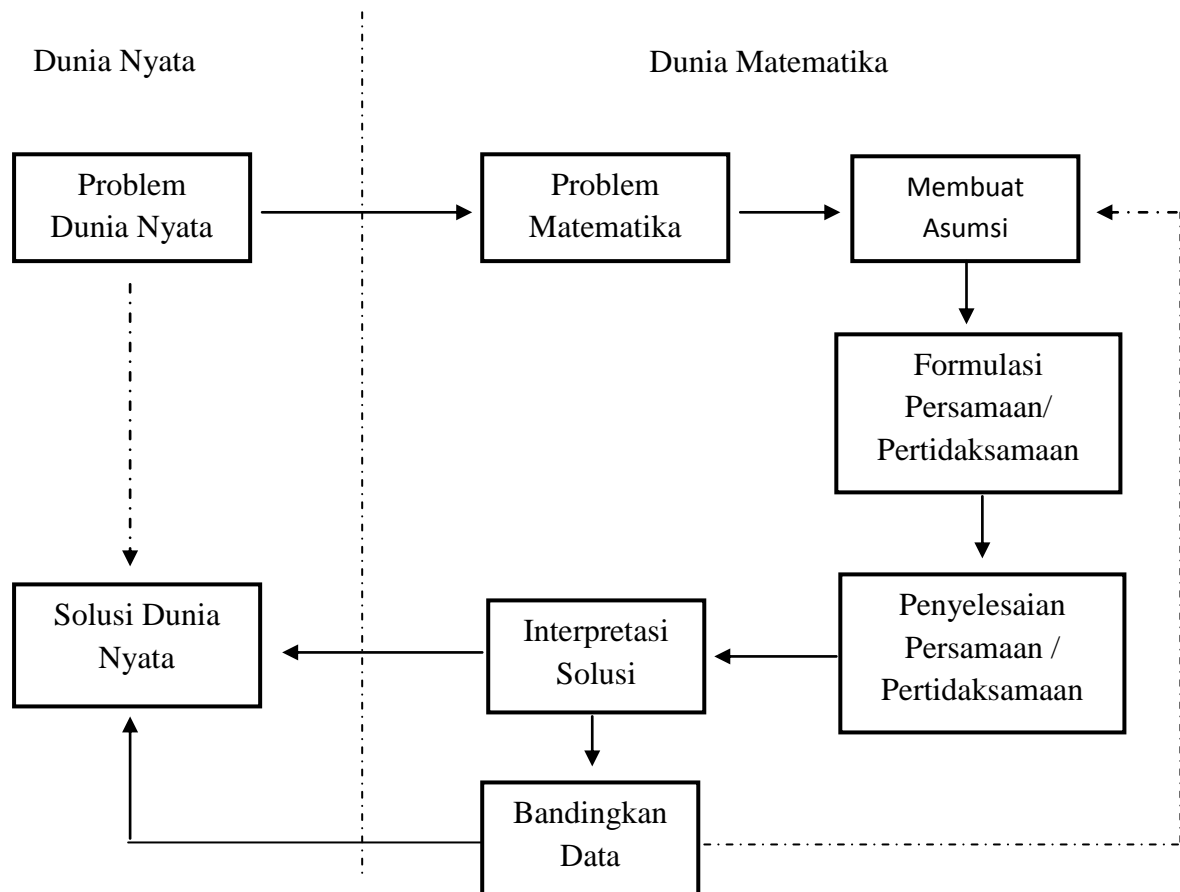 Dunia Nyata
Dunia Matematika
Problem
Dunia Nyata
Problem
Matematika
Membuat
Asumsi
Formulasi
Persamaan/
Pertidaksamaan
Solusi Dunia
Nyata
Interpretasi
Solusi
Penyelesaian
Persamaan /
Pertidaksamaan
Bandingkan
Data